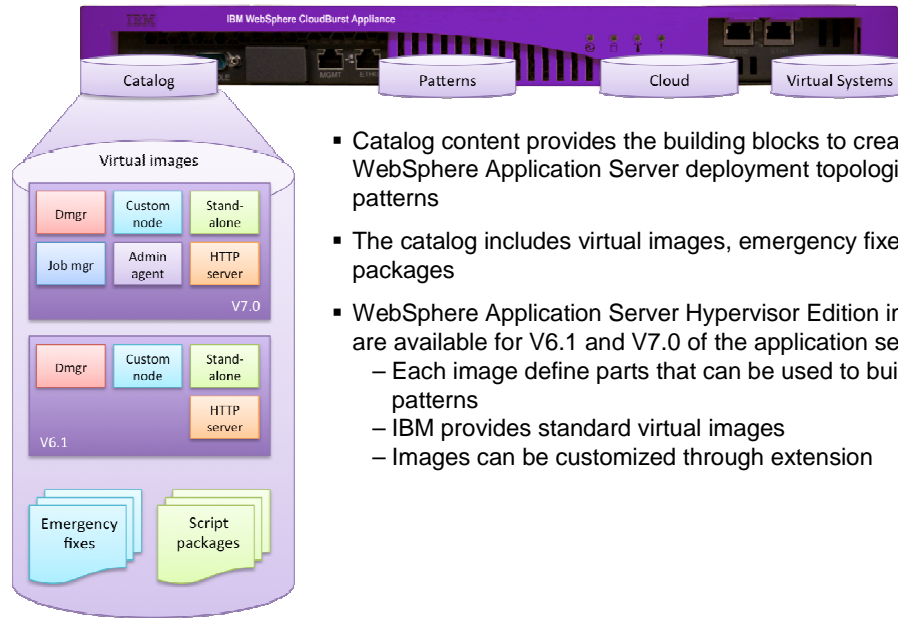 IBM
IBM WebSphere CloudBurst Appliance
MGMT
Catalog
Patterns
Cloud
Virtual Systems
Virtual images
Dmgr
Custom
node
Stand-
alone
Job mgr
Admin
agent
HTTP
server
V7.0
Dmgr
Custom
node
Stand-
alone
HTTP
server
V6.1
Emergency
fixes
Script
packages
▪ Catalog content provides the building blocks to crea
WebSphere Application Server deployment topologi
patterns
▪ The catalog includes virtual images, emergency fixe
packages
▪ WebSphere Application Server Hypervisor Edition i
are available for V6.1 and V7.0 of the application se
– Each image define parts that can be used to bui
patterns
– IBM provides standard virtual images
– Images can be customized through extension